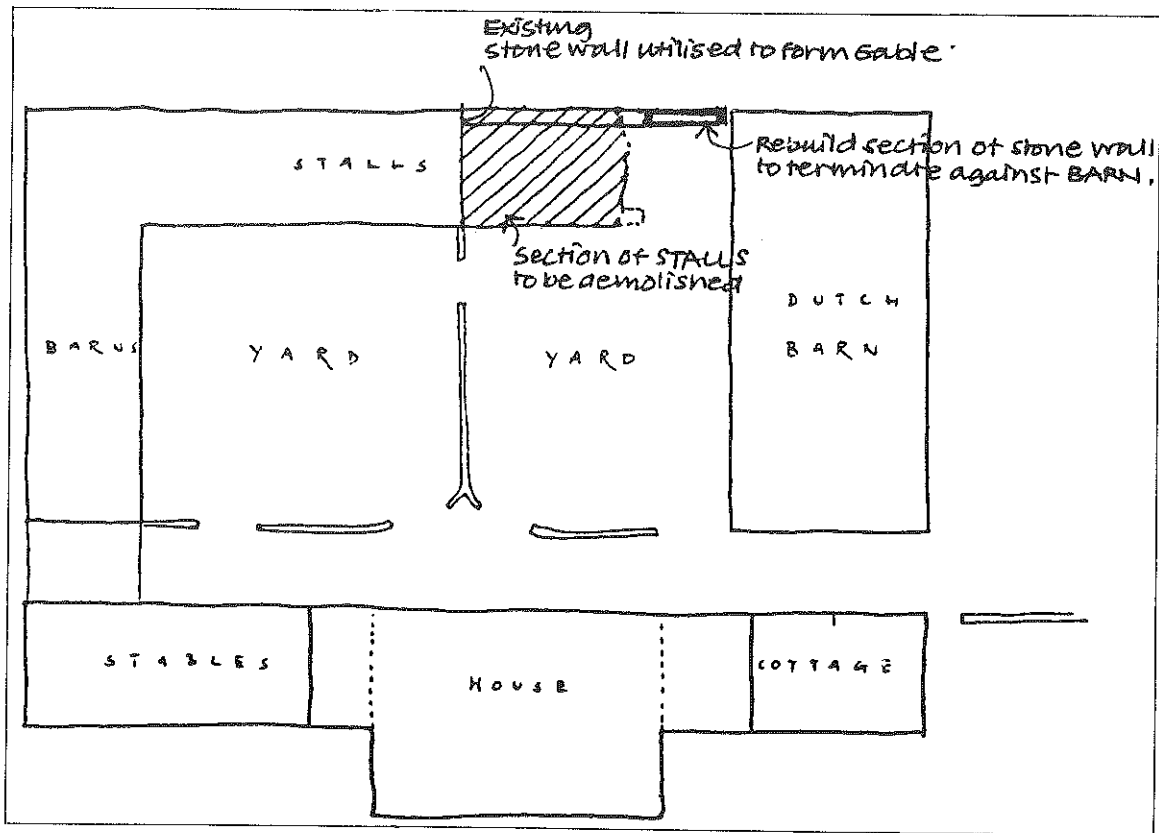 Existing
stone wall utilised to form Gable.
Rebuild section of stone wall
to terminate against BARN.
STALLS
Section of STALLS
to be demolished
DUTCH
BARN
BARNS
YARD
YARD
STABLES
HOUSE
COTTAGE